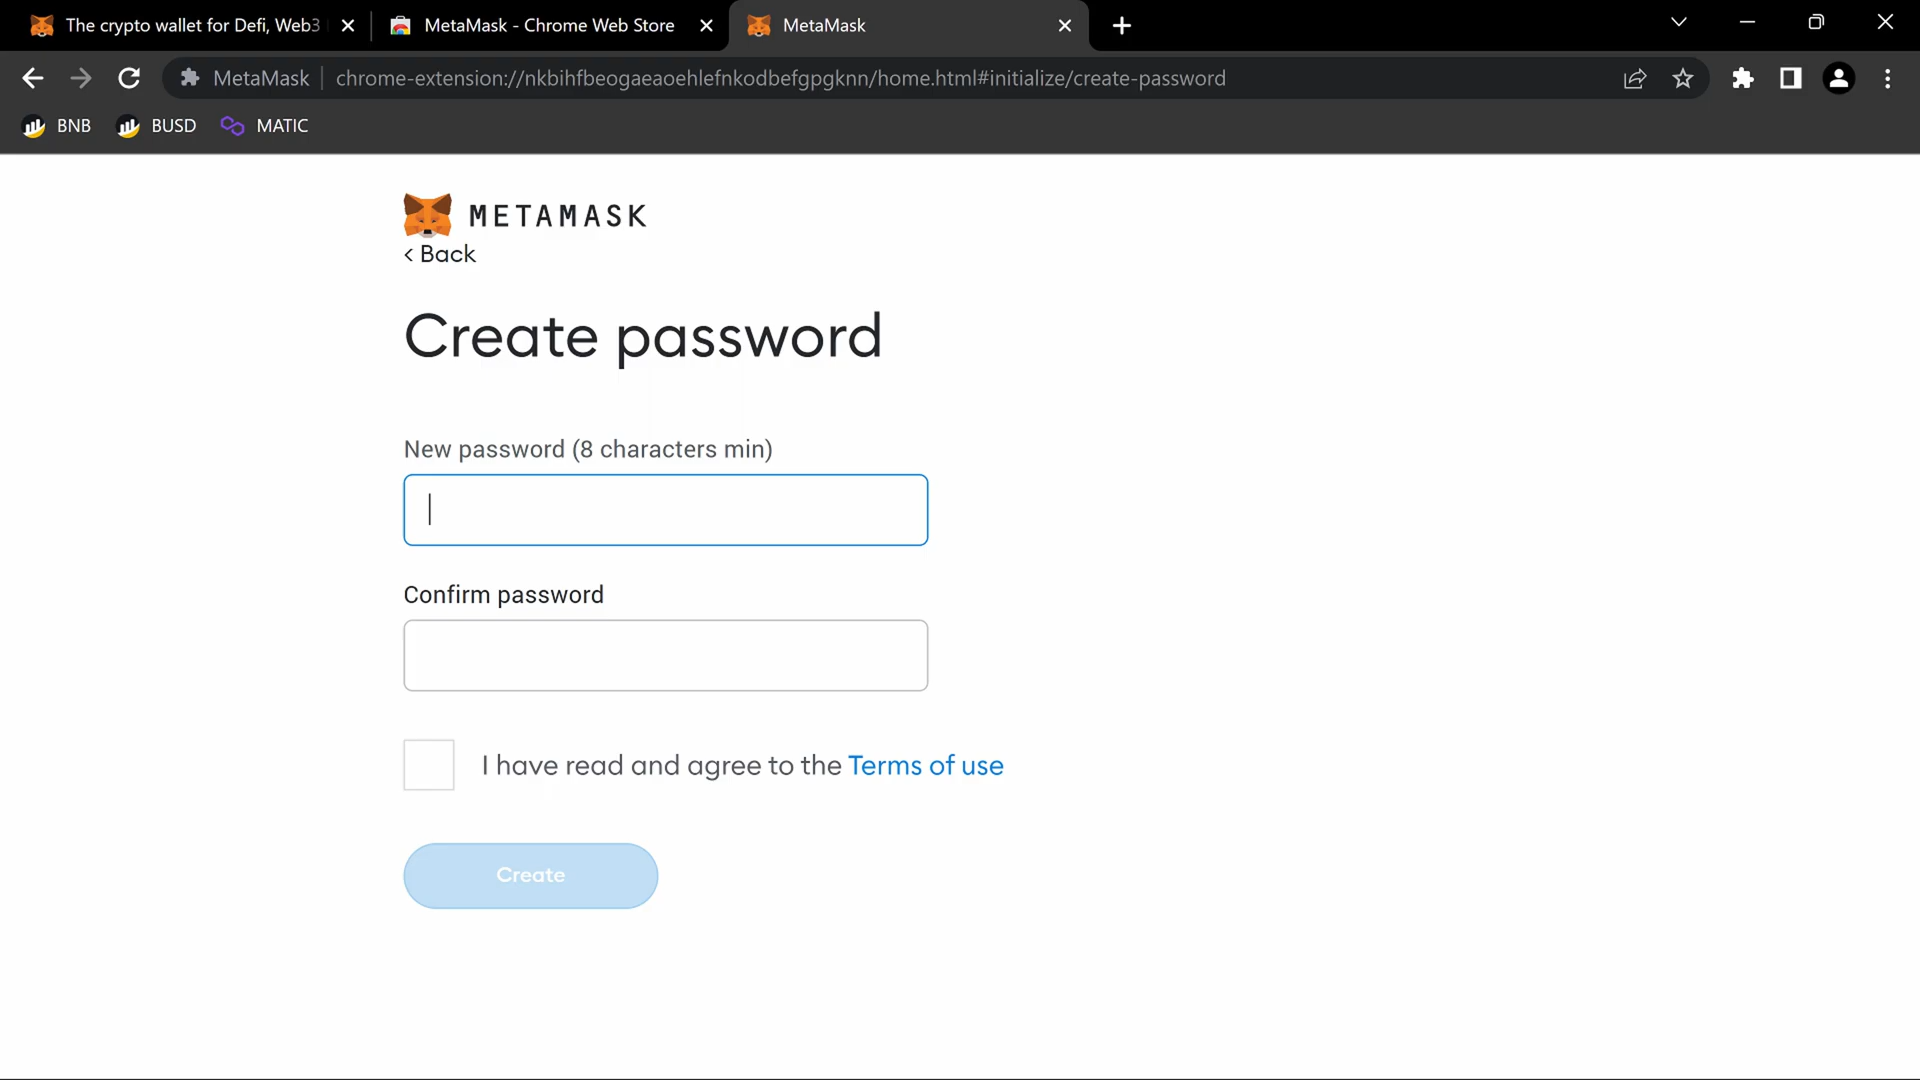 The crypto wallet for Defi, Web3
MetaMask - Chrome Web Store
MetaMask
MetaMask
chrome-extension://nkbihfbeogaeaoehlefnkodbefgpgknn/home.html#initialize/create-password
BNB
BUSD
MATIC
METAMASK
< Back
Create password
New password (8 characters min)
Confirm password
I have read and agree to the Terms of use
Create